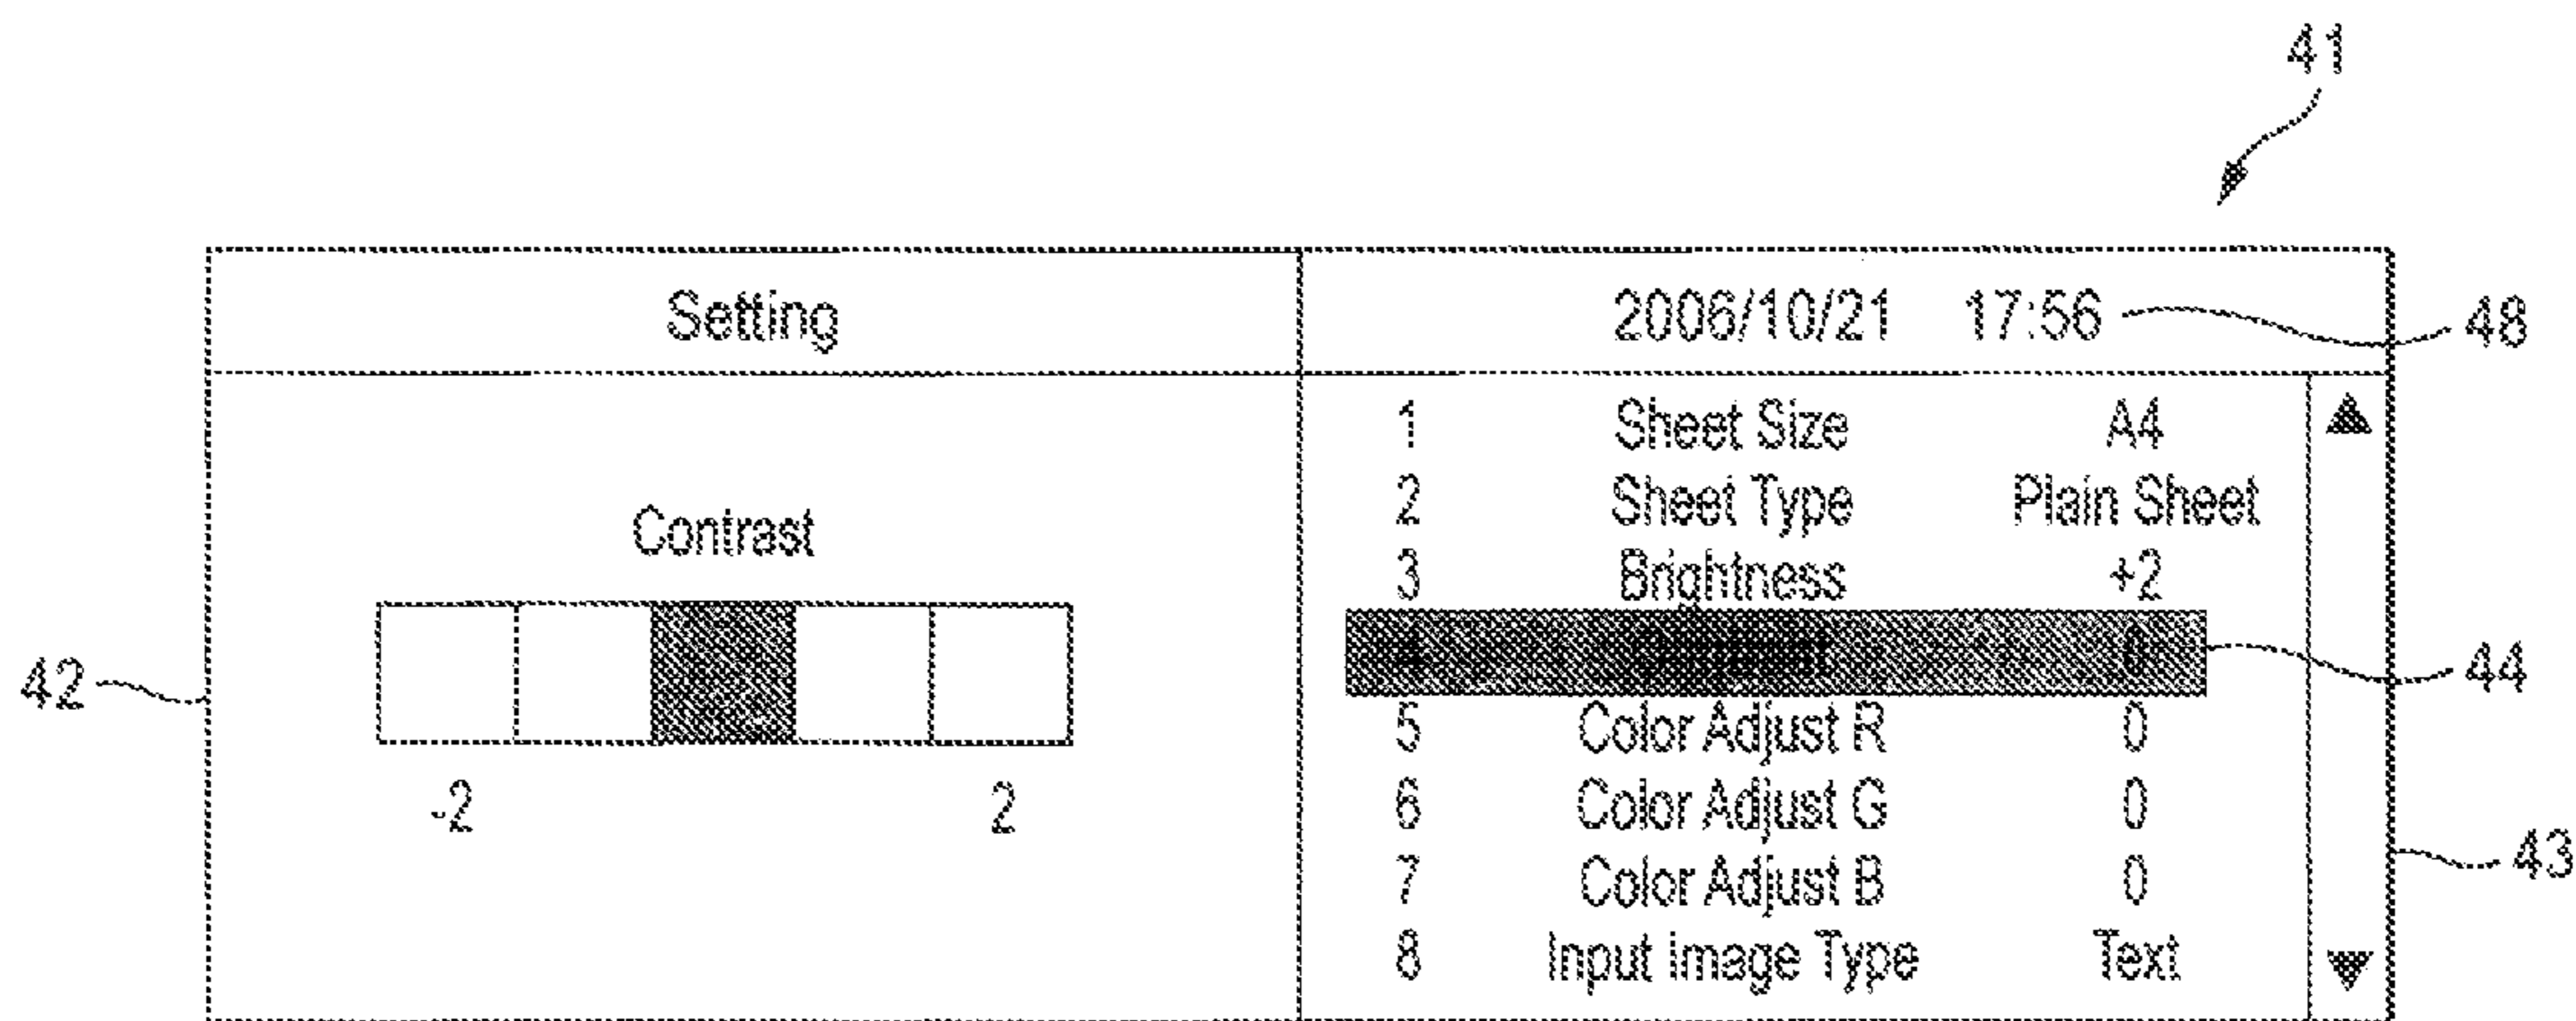 41
Setting 2006/10/21 17:56 48
1 Sheet Size A4
2 Sheet Type Plain Sheet
Contrast
3 Brightness +2
42
4 0 44
5 Color Adjust R 0
-2 2
6 Color Adjust G 0
43
7 Color Adjust B 0
8 Input Image Type Text